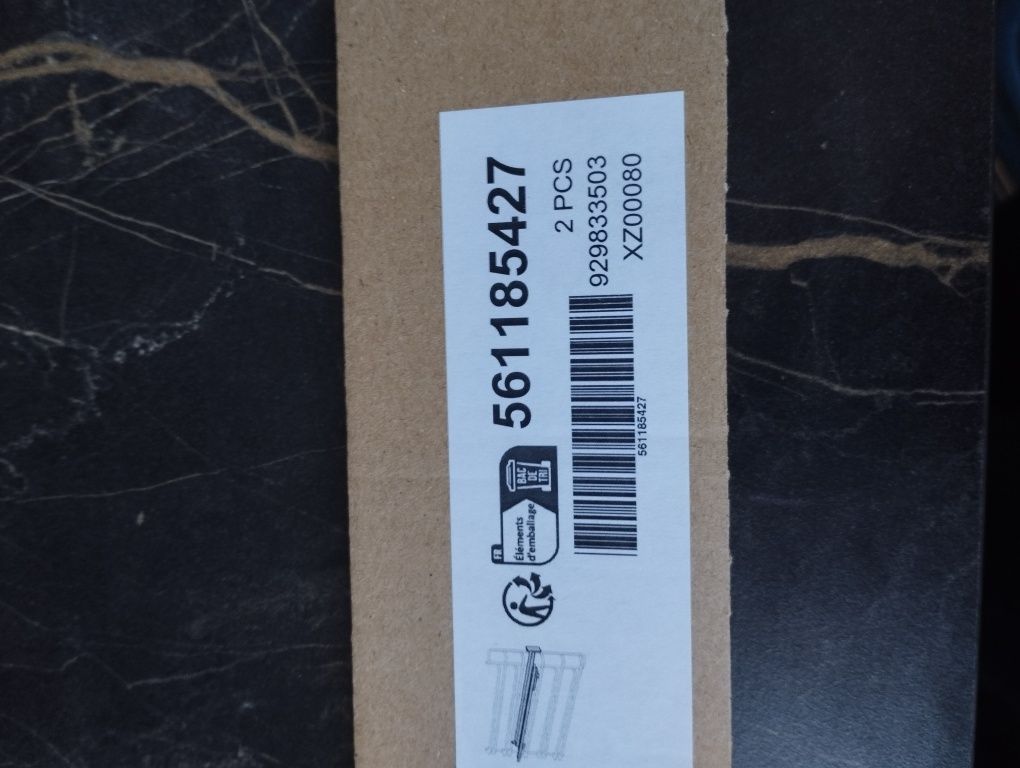 561185427
2 PCS
929833503
XZ00080
FR
Éléments
d'emballage
BAC
DE
TRI
561185427